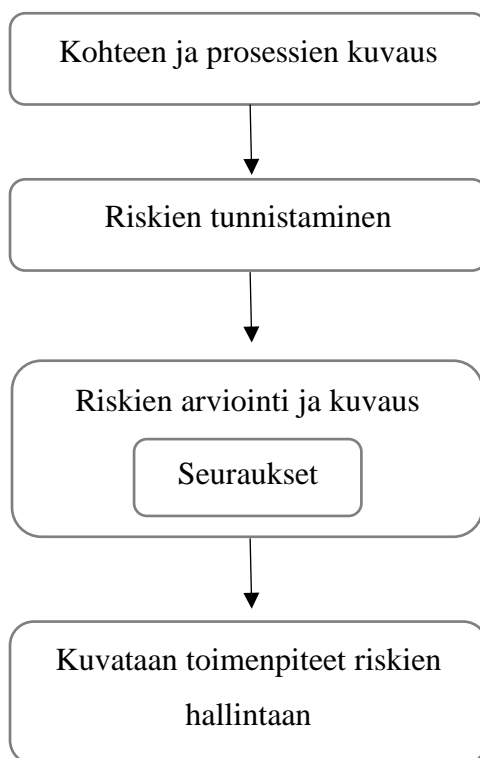 Kohteen ja prosessien kuvaus
Riskien tunnistaminen
Riskien arviointi ja kuvaus
Seuraukset
Kuvataan toimenpiteet riskien
hallintaan